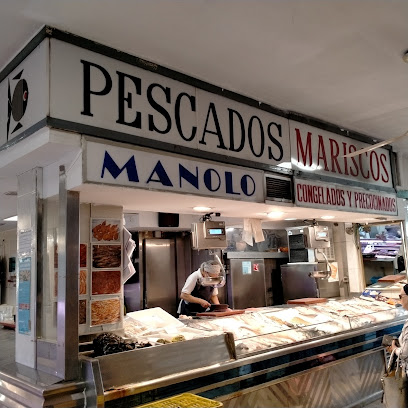 PESCADOS
MARISCOS
MANOLO
CONGELADOS Y PRECOCINADOS